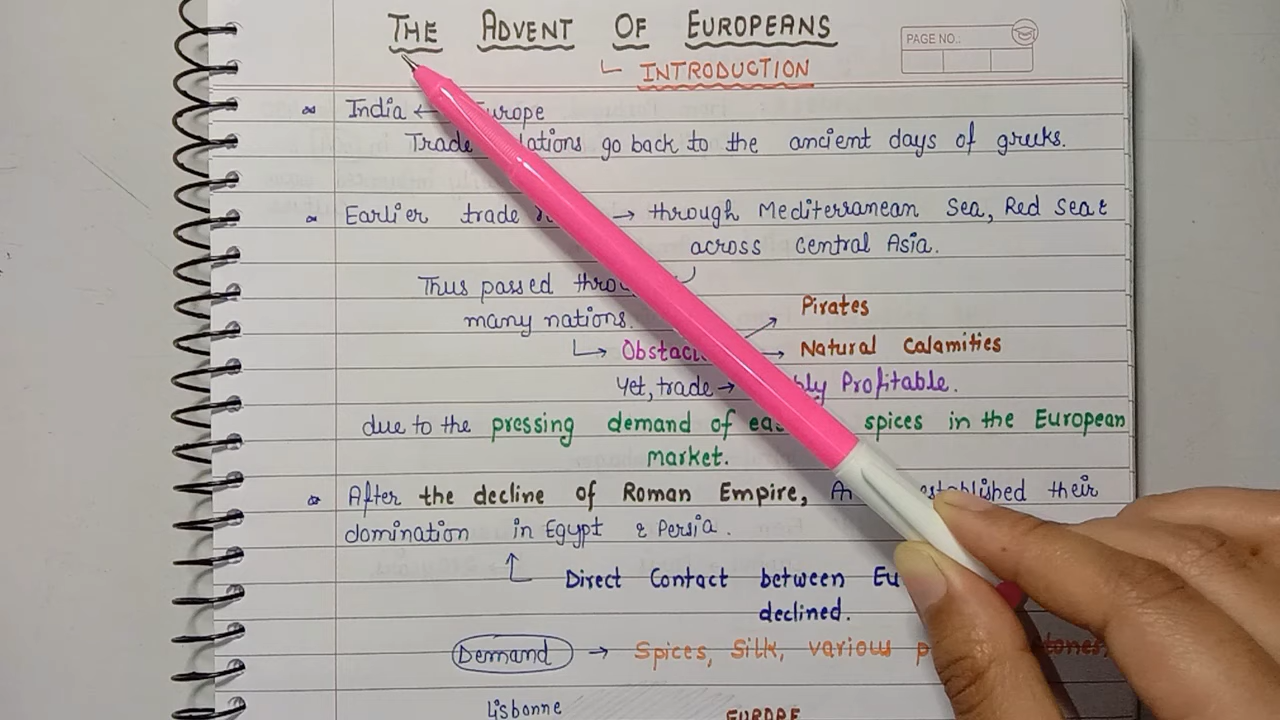 THE ADVENT OF EUROPEANS
INTRODUCTION
PAGE NO.:
India ← Europe
Trade go back to the ancient days of greeks.
Earlier trade → through Mediterranean Sea, Red Sea &
across Central Asia.
Thus passed
many nations.
Pirates
↳ → Natural Calamities
Yet, trade → Profitable.
due to the pressing demand of spices in the European
market.
After the decline of Roman Empire, established their
domination in Egypt & Persia.
Direct Contact between
declined.
Demand → Spices, Silk, various
Lisbonne
EUROPE